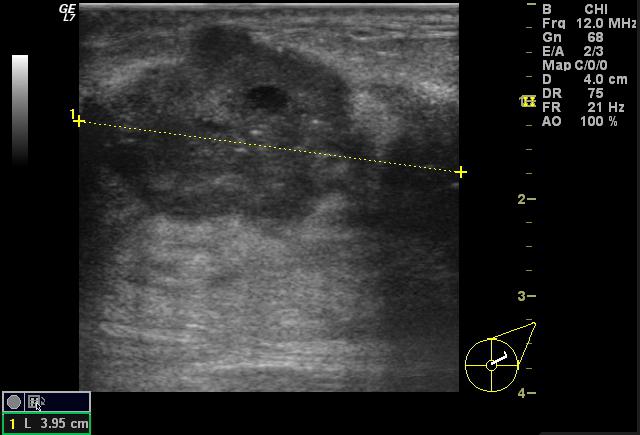 GE
L7
B CHI
Frq 12.0 MHz
Gn 68
E/A 2/3
Map C/0/0
D 4.0 cm
DR 75
FR 21 Hz
AO 100 %
1
1
2
3
4
1 L 3.95 cm